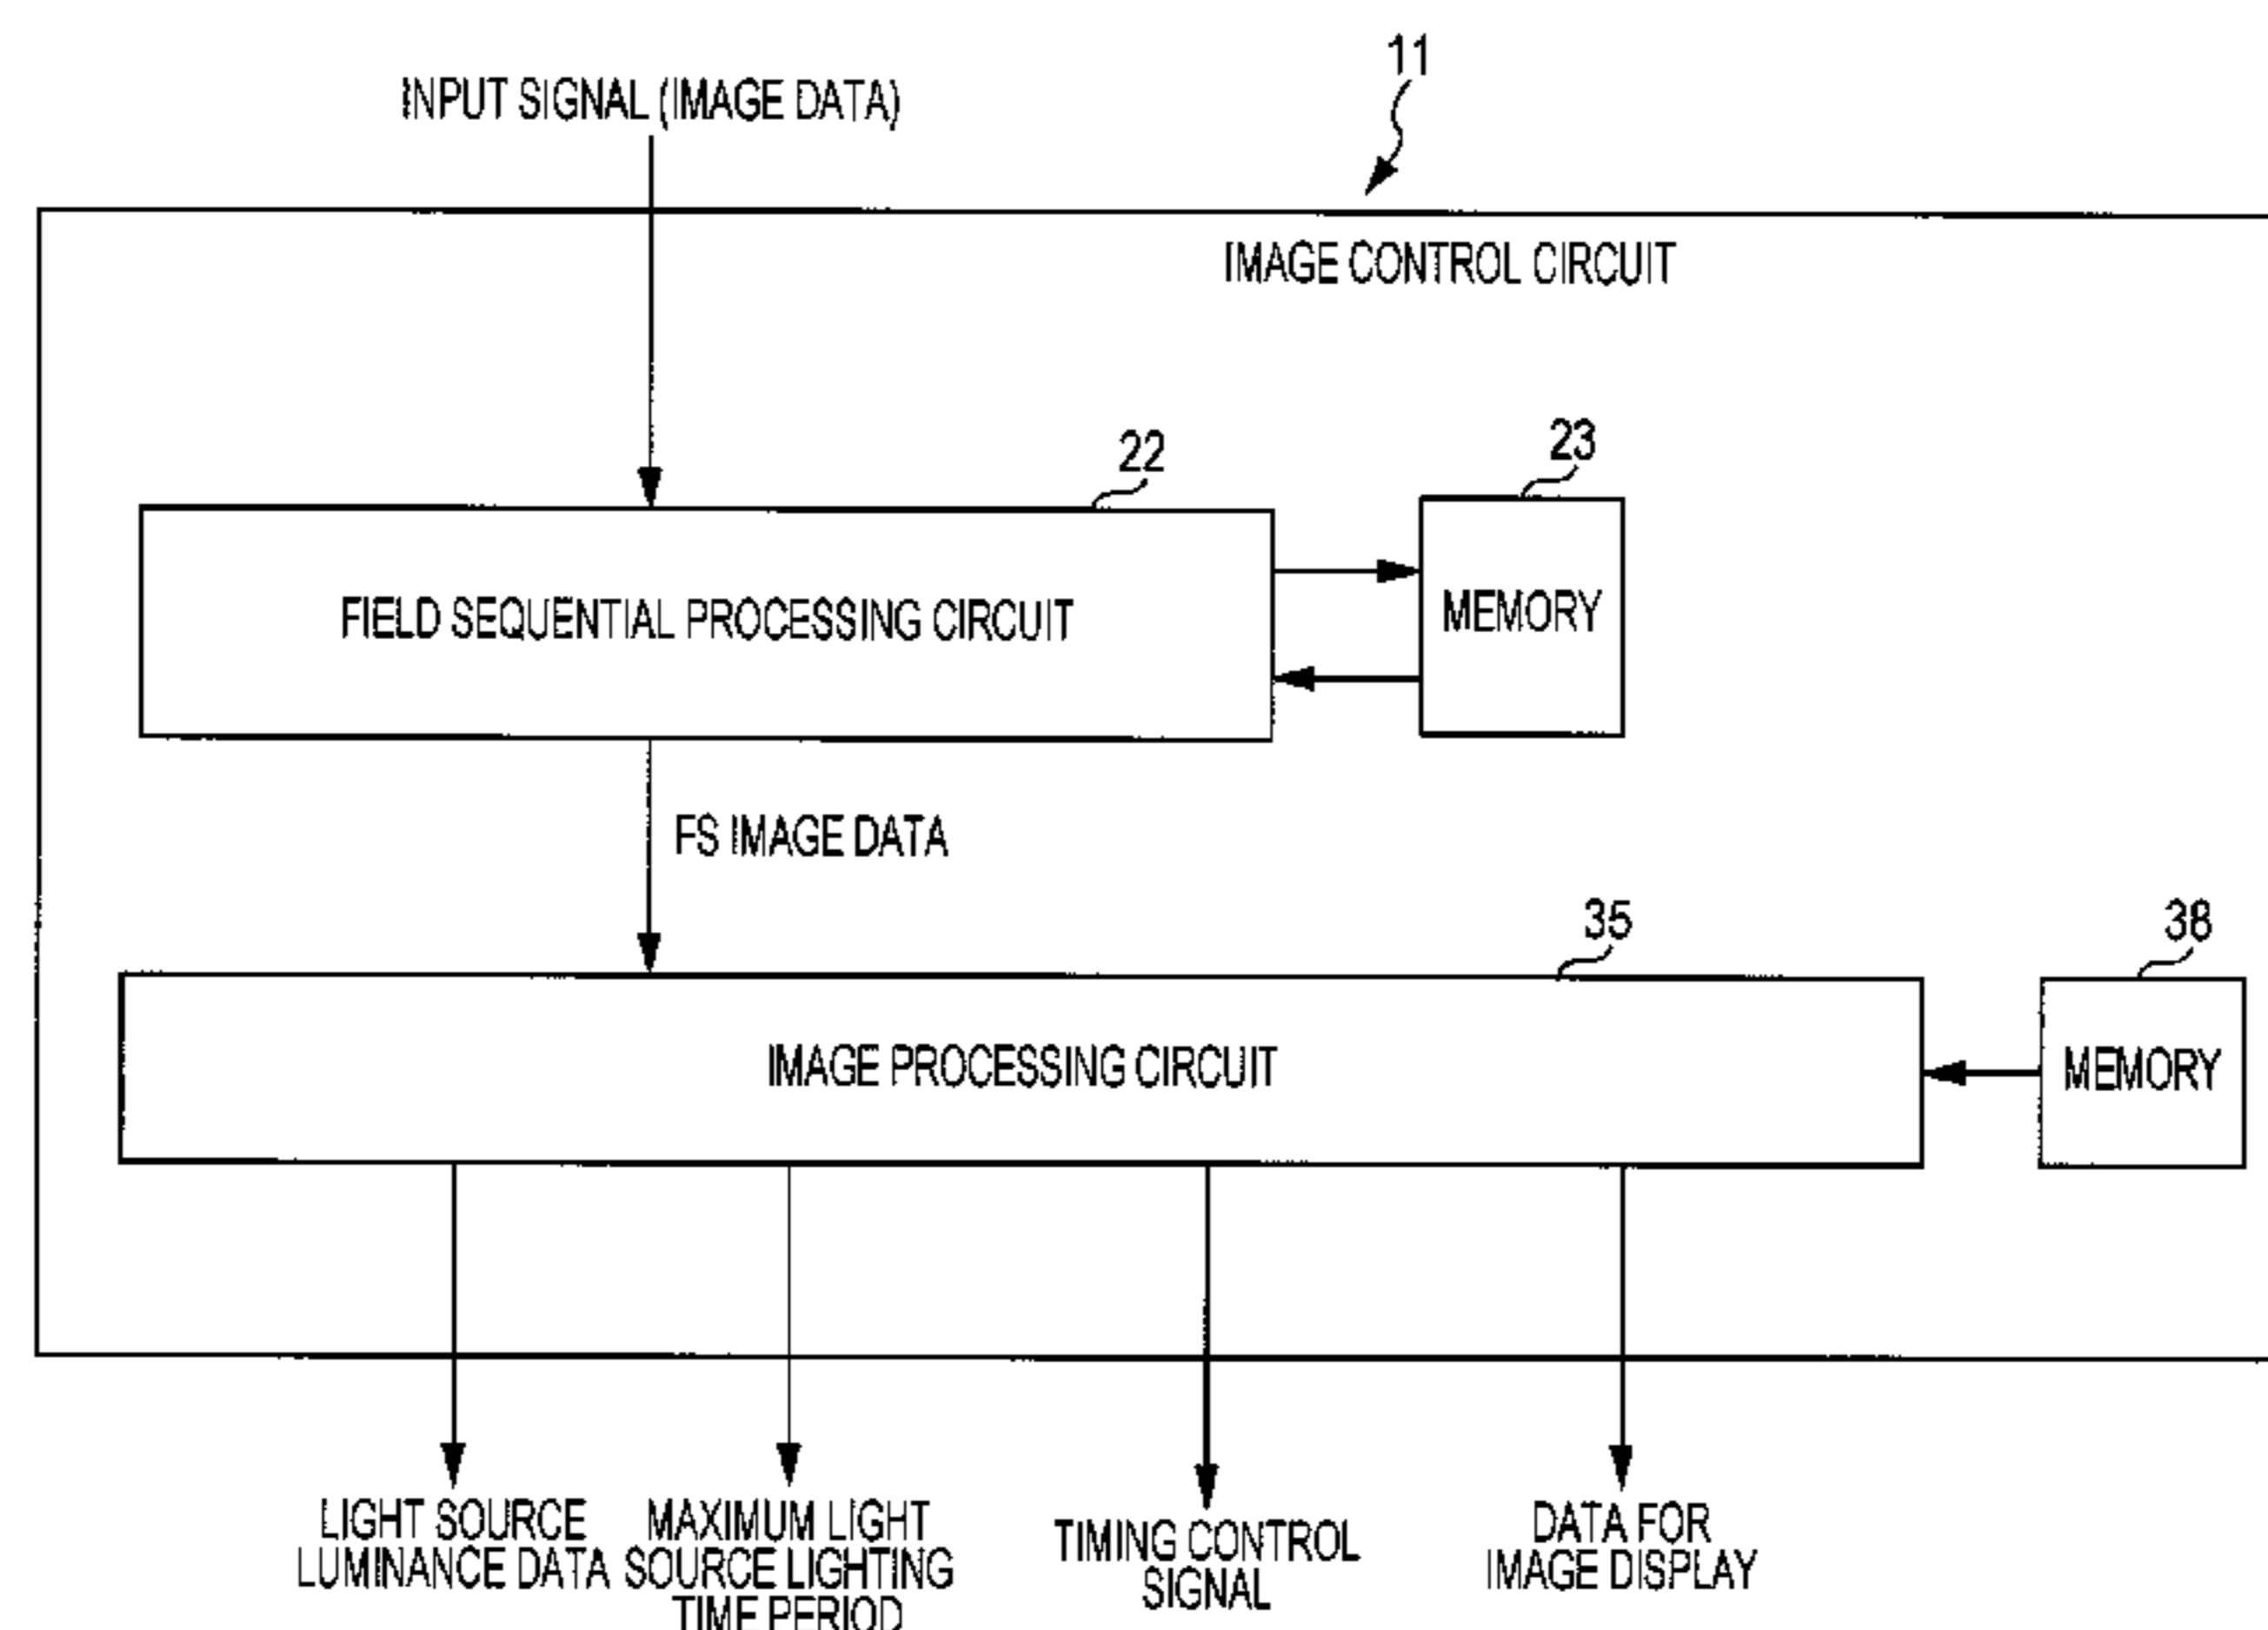 11
INPUT SIGNAL (IMAGE DATA)
IMAGE CONTROL CIRCUIT
22
23
FIELD SEQUENTIAL PROCESSING CIRCUIT
MEMORY
FS IMAGE DATA
35
38
IMAGE PROCESSING CIRCUIT
MEMORY
LIGHT SOURCE
LUMINANCE DATA
MAXIMUM LIGHT
SOURCE LIGHTING
TIME PERIOD
TIMING CONTROL
SIGNAL
DATA FOR
IMAGE DISPLAY